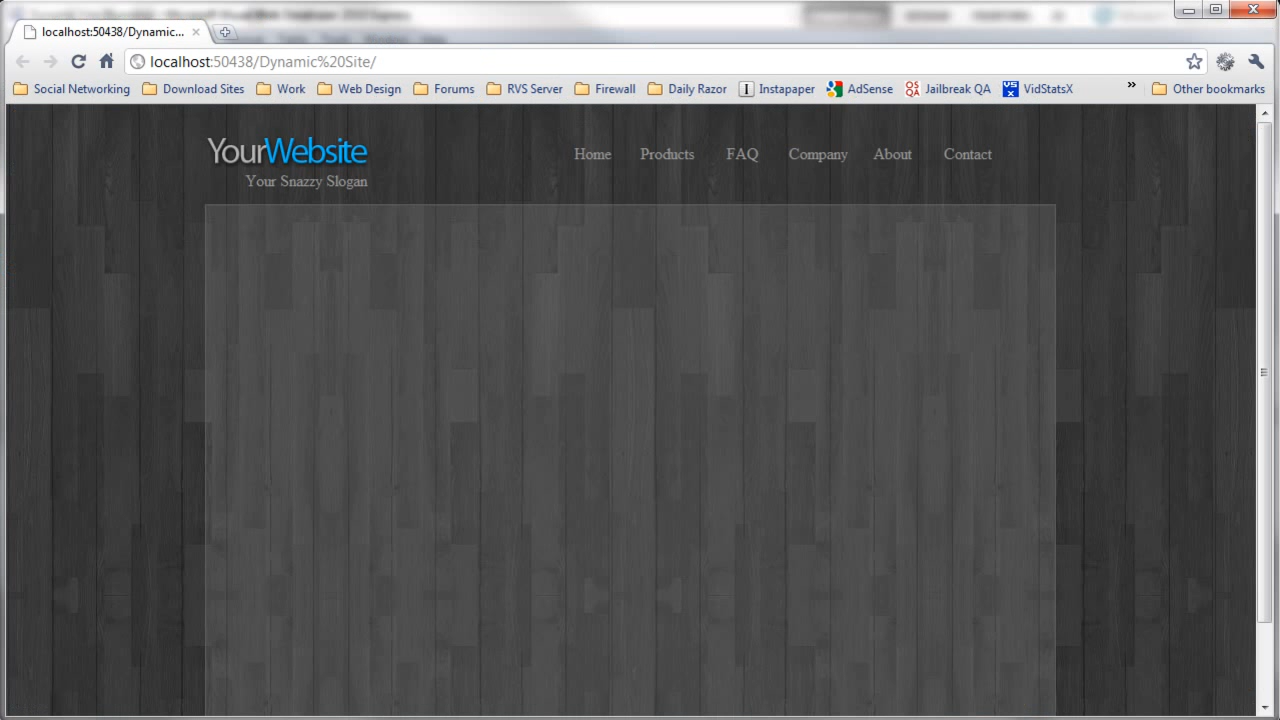 localhost:50438/Dynamic...
localhost:50438/Dynamic%20Site/
Social Networking Download Sites Work Web Design Forums RVS Server Firewall Daily Razor I Instapaper AdSense Jailbreak QA VidStatsX » Other bookmarks
YourWebsite
Your Snazzy Slogan
Home Products FAQ Company About Contact